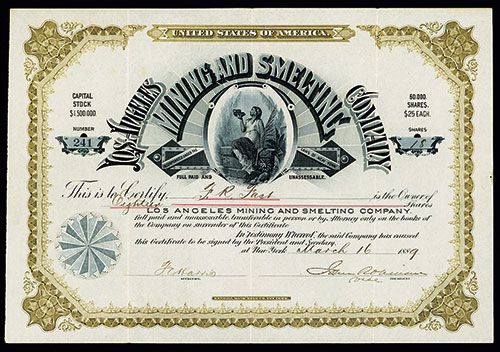 UNITED STATES OF AMERICA.
LOS ANGELES
MINING AND SMELTING
COMPANY
CAPITAL
STOCK
$1,500.000
60.000
SHARES.
$25 EACH.
NUMBER
241
SHARES
18
FULL PAID AND UNASSESSABLE.
This is to Certify, is the Owner of
Eighteen Shares
LOS ANGELES MINING AND SMELTING COMPANY.
full paid and unassessable transferable in person or by Attorney only on the books of
the Company on surrender of this Certificate
In Testimony Whereof, the said Company has caused
this Certificate to be signed by the President and Secretary.
at New York March 16 1889
PRESIDENT